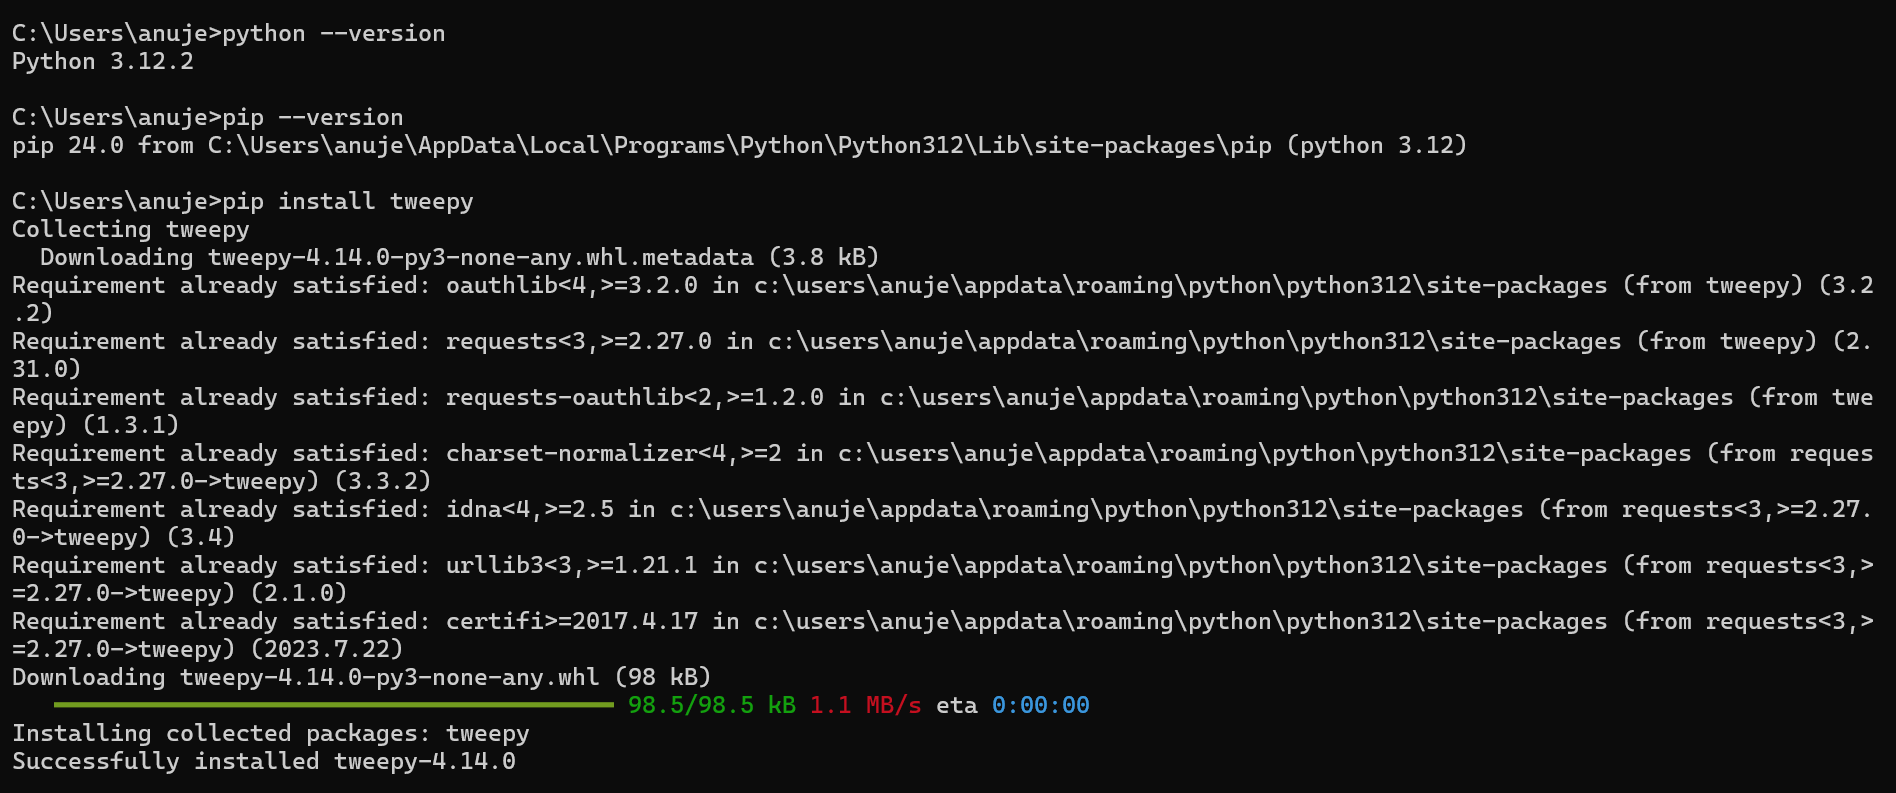 C:\Users\anuje>python --version
Python 3.12.2
C:\Users\anuje>pip --version
pip 24.0 from C:\Users\anuje\AppData\Local\Programs\Python\Python312\Lib\site-packages\pip (python 3.12)
C:\Users\anuje>pip install tweepy
Collecting tweepy
  Downloading tweepy-4.14.0-py3-none-any.whl.metadata (3.8 kB)
Requirement already satisfied: oauthlib<4,>=3.2.0 in c:\users\anuje\appdata\roaming\python\python312\site-packages (from tweepy) (3.2
.2)
Requirement already satisfied: requests<3,>=2.27.0 in c:\users\anuje\appdata\roaming\python\python312\site-packages (from tweepy) (2.
31.0)
Requirement already satisfied: requests-oauthlib<2,>=1.2.0 in c:\users\anuje\appdata\roaming\python\python312\site-packages (from twe
epy) (1.3.1)
Requirement already satisfied: charset-normalizer<4,>=2 in c:\users\anuje\appdata\roaming\python\python312\site-packages (from reques
ts<3,>=2.27.0->tweepy) (3.3.2)
Requirement already satisfied: idna<4,>=2.5 in c:\users\anuje\appdata\roaming\python\python312\site-packages (from requests<3,>=2.27.
0->tweepy) (3.4)
Requirement already satisfied: urllib3<3,>=1.21.1 in c:\users\anuje\appdata\roaming\python\python312\site-packages (from requests<3,>
=2.27.0->tweepy) (2.1.0)
Requirement already satisfied: certifi>=2017.4.17 in c:\users\anuje\appdata\roaming\python\python312\site-packages (from requests<3,>
=2.27.0->tweepy) (2023.7.22)
Downloading tweepy-4.14.0-py3-none-any.whl (98 kB)
98.5/98.5 kB 1.1 MB/s eta 0:00:00
Installing collected packages: tweepy
Successfully installed tweepy-4.14.0